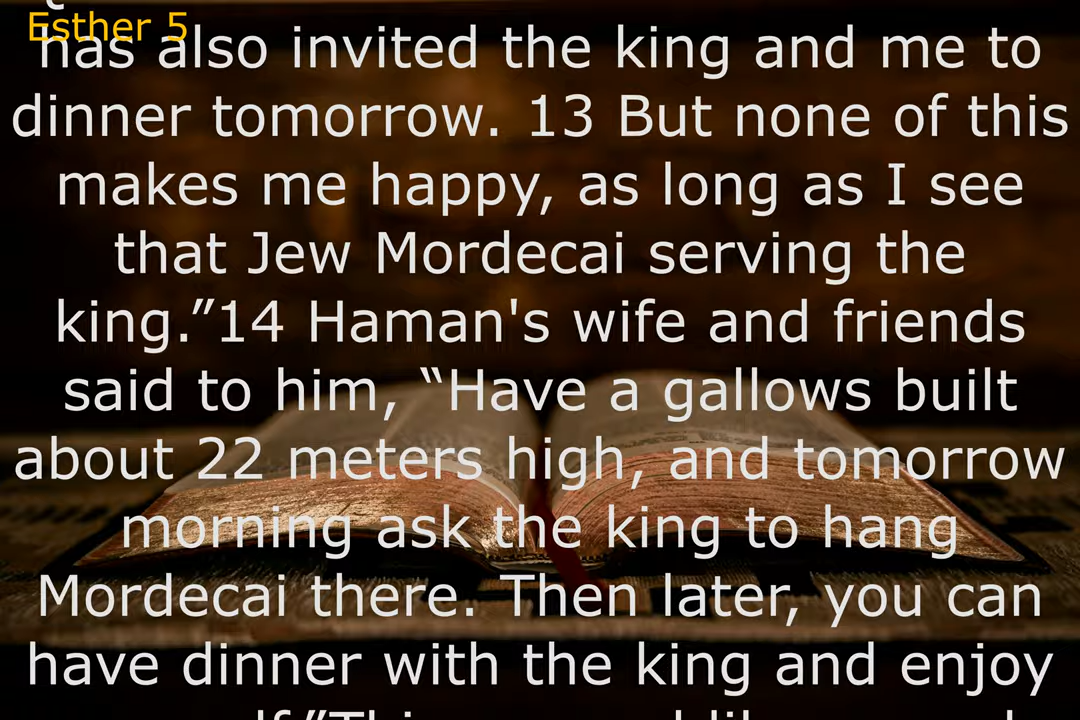 Esther 5
has also invited the king and me to
dinner tomorrow. 13 But none of this
makes me happy, as long as I see
that Jew Mordecai serving the
king.”14 Haman's wife and friends
said to him, “Have a gallows built
about 22 meters high, and tomorrow
morning ask the king to hang
Mordecai there. Then later, you can
have dinner with the king and enjoy